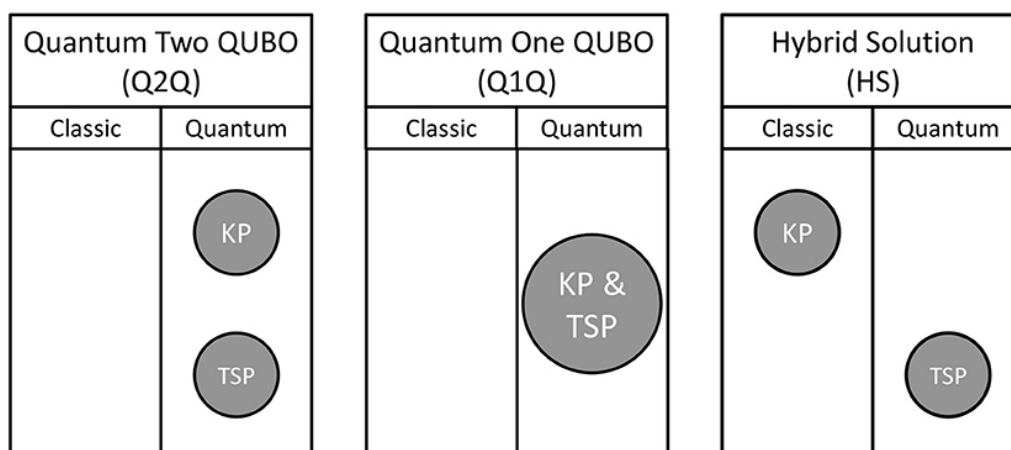 Quantum Two QUBO
(Q2Q)
Classic Quantum
KP
TSP
Quantum One QUBO
(Q1Q)
Classic Quantum
KP &
TSP
Hybrid Solution
(HS)
Classic Quantum
KP
TSP